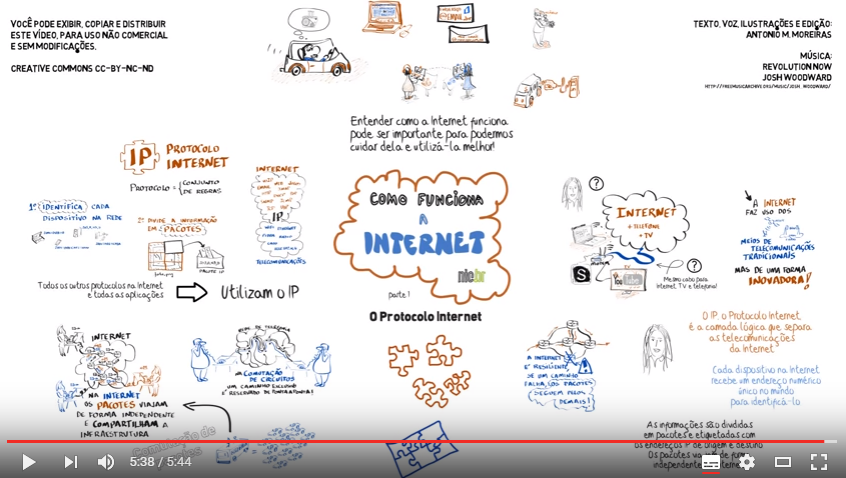 VOCÊ PODE EXIBIR, COPIAR E DISTRIBUIR
ESTE VÍDEO, PARA USO NÃO COMERCIAL
E SEM MODIFICAÇÕES.
CREATIVE COMMONS CC-BY-NC-ND
TEXTO, VOZ, ILUSTRAÇÕES E EDIÇÃO:
ANTONIO M. MOREIRAS
MÚSICA:
REVOLUTION NOW
JOSH WOODWARD
HTTP://FREEMUSICARCHIVE.ORG/MUSIC/JOSH_WOODWARD/
Entender como a Internet funciona
pode ser importante para podermos
cuidar dela e utilizá-la melhor!
IP PROTOCOLO
INTERNET
Protocolo = CONJUNTO
DE REGRAS
1º IDENTIFICA CADA
DISPOSITIVO NA REDE
2º DIVIDE A INFORMAÇÃO
EM PACOTES
Todos os outros protocolos na Internet
e todas as aplicações
Utilizam o IP
INTERNET
IP
TELECOMUNICAÇÕES
COMO FUNCIONA
A
INTERNET
nicbr
parte 1
O Protocolo Internet
?
INTERNET
+ TELEFONE
+ TV
S
You
?
Mesmo cabo para
Internet, TV e telefone!
A INTERNET
FAZ USO DOS
MEIOS DE
TELECOMUNICAÇÕES
TRADICIONAIS
MAS DE UMA FORMA
INOVADORA!
INTERNET
NA INTERNET
OS PACOTES VIAJAM
DE FORMA INDEPENDENTE
E COMPARTILHAM A
INFRAESTRUTURA
REDE DE TELEFONIA
NA COMUTAÇÃO DE
CIRCUITOS
UM CAMINHO EXCLUSIVO
É RESERVADO DE PONTA A PONTA!
Comutação de
A INTERNET
É RESILIENTE
SE UM CAMINHO
FALHA, OS PACOTES
SEGUEM PELOS
DEMAIS!
O IP, o Protocolo Internet
é a camada lógica que separa
as telecomunicações
da Internet
Cada dispositivo na Internet
recebe um endereço numérico
único no mundo
para identificá-lo
As informações são divididas
em pacotes e etiquetadas com
os endereços IP de origem e destino
Os pacotes
independente
5:38 / 5:44